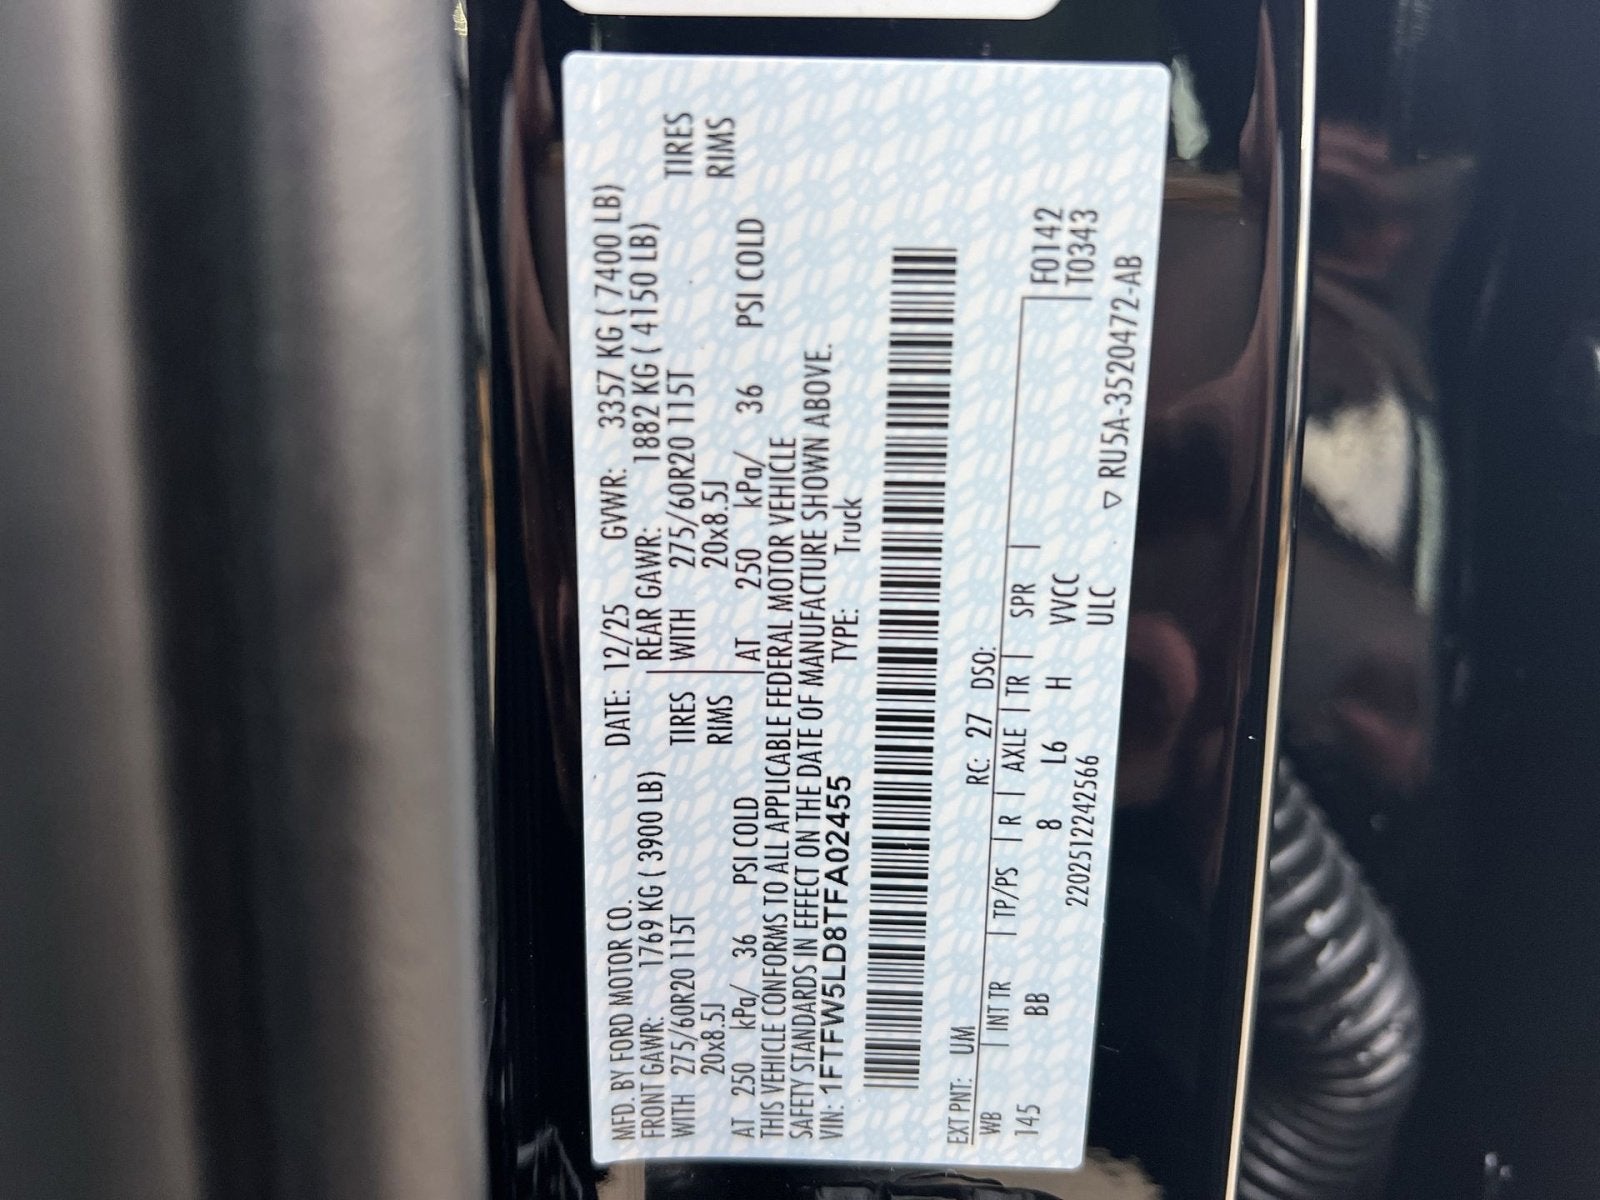 MFD. BY FORD MOTOR CO. DATE: 12/25 GVWR: 3357 KG ( 7400 LB)
FRONT GAWR: 1769 KG ( 3900 LB) REAR GAWR: 1882 KG ( 4150 LB)
WITH 275/60R20 115T TIRES WITH 275/60R20 115T TIRES
20x8.5J RIMS 20x8.5J RIMS
AT 250 kPa/ 36 PSI COLD AT 250 kPa/ 36 PSI COLD
THIS VEHICLE CONFORMS TO ALL APPLICABLE FEDERAL MOTOR VEHICLE
SAFETY STANDARDS IN EFFECT ON THE DATE OF MANUFACTURE SHOWN ABOVE.
VIN: 1FTFW5LD8TFA02455 TYPE: Truck
EXT PNT: UM RC: 27 DSO:
WB INT TR TP/PS R AXLE TR SPR F0142
145 BB 8 L6 H VVCC T0343
2202512242566 ULC ▽ RU5A-3520472-AB